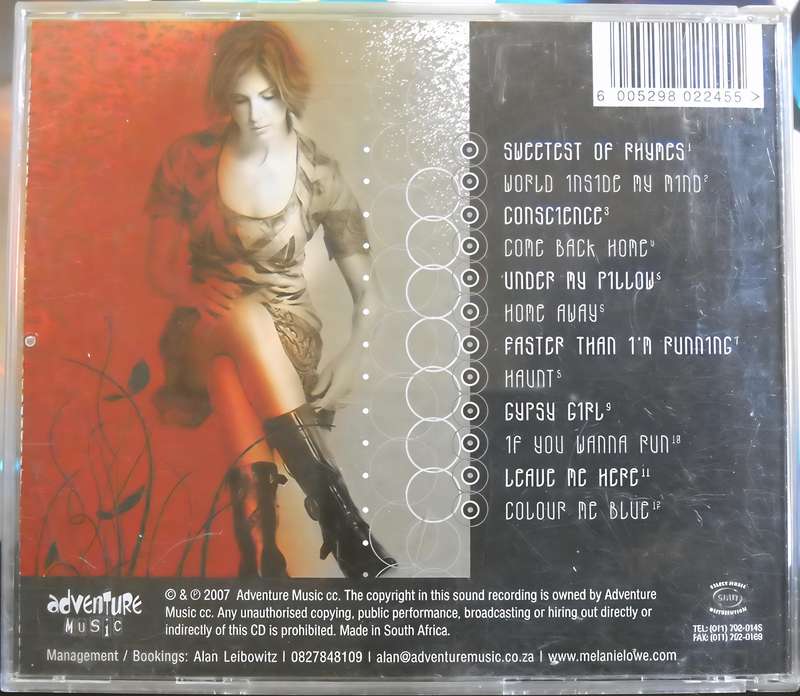 6 005298 022455 >
SWEETEST OF RHYMES 1
WORLD INSIDE MY MIND 2
CONSCIENCE 3
COME BACK HOME 4
UNDER MY PILLOW 5
HOME AWAY 6
FASTER THAN I'M RUNNING 7
HAUNT 8
GYPSY GIRL 9
IF YOU WANNA RUN 10
LEAVE ME HERE 11
COLOUR ME BLUE 12
adventure
MUSIC
© & ℗ 2007 Adventure Music cc. The copyright in this sound recording is owned by Adventure
Music cc. Any unauthorised copying, public performance, broadcasting or hiring out directly or
indirectly of this CD is prohibited. Made in South Africa.
SELECT MUSIC
DISTRIBUTION
TEL: (011) 792-0145
FAX: (011) 792-0169
Management / Bookings: Alan Leibowitz | 0827848109 | alan@adventuremusic.co.za | www.melanielowe.com